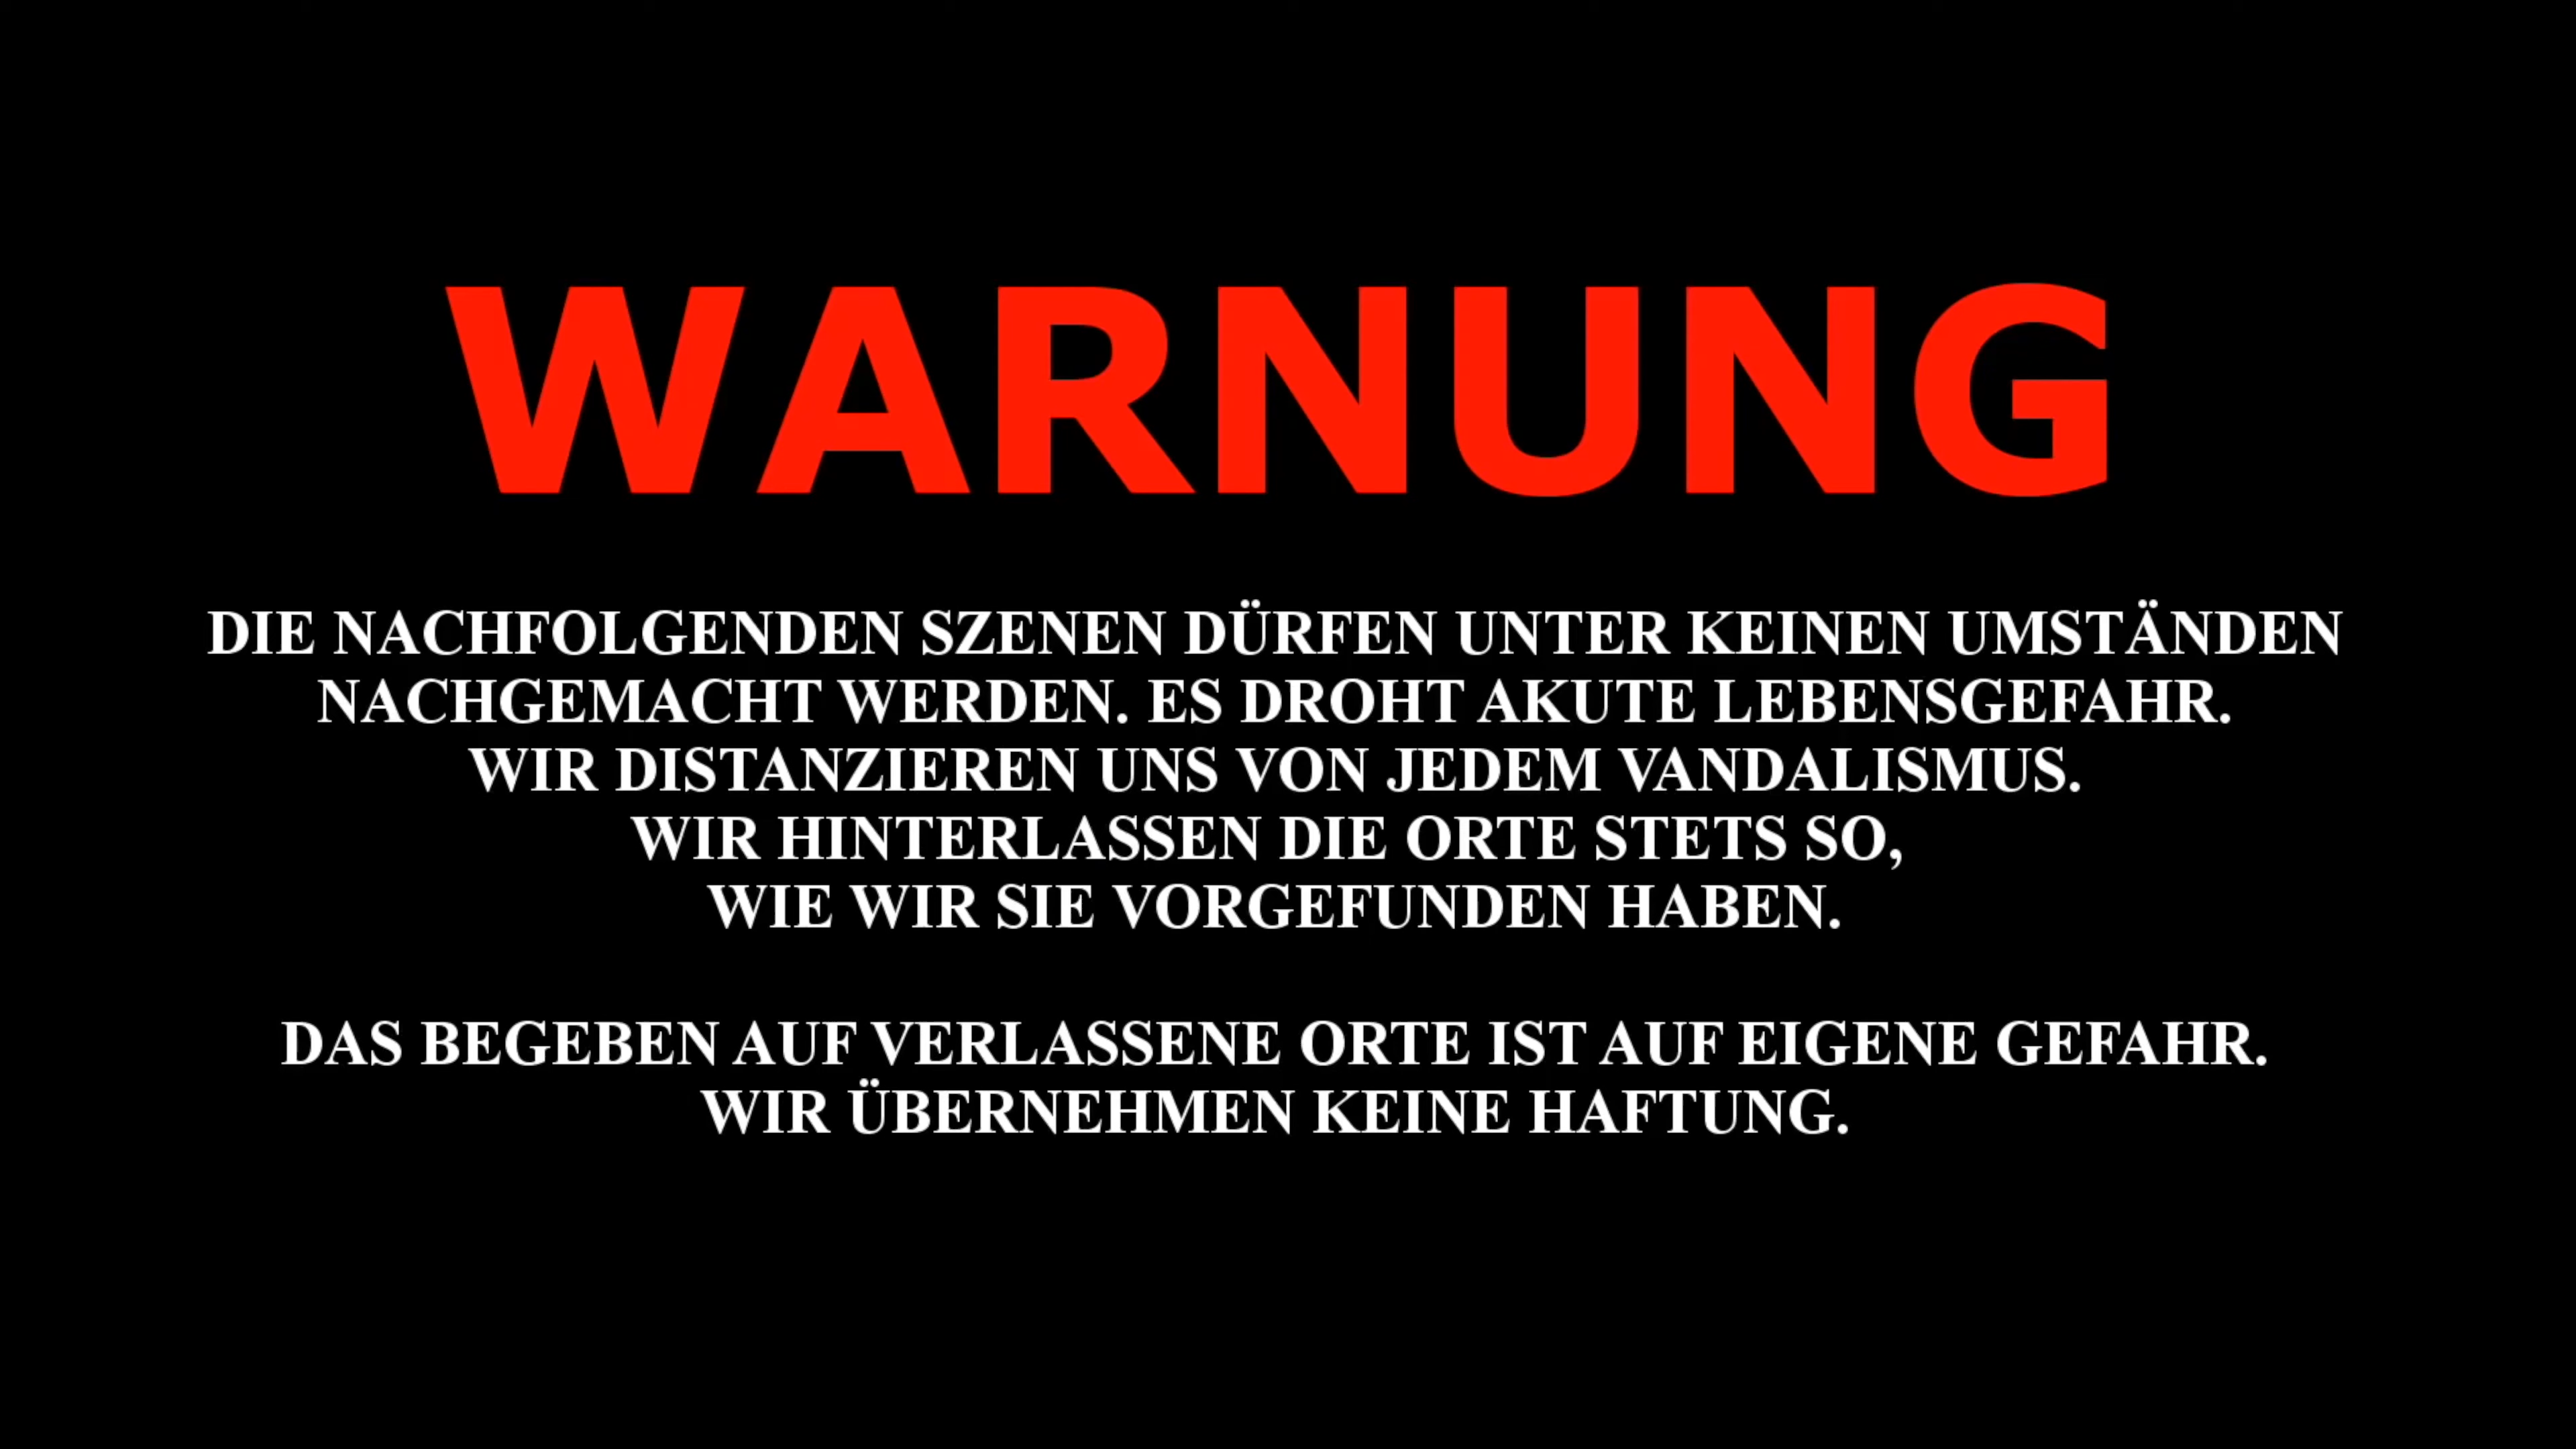 WARNUNG
DIE NACHFOLGENDEN SZENEN DÜRFEN UNTER KEINEN UMSTÄNDEN
NACHGEMACHT WERDEN. ES DROHT AKUTE LEBENSGEFAHR.
WIR DISTANZIEREN UNS VON JEDEM VANDALISMUS.
WIR HINTERLASSEN DIE ORTE STETS SO,
WIE WIR SIE VORGEFUNDEN HABEN.
DAS BEGEBEN AUF VERLASSENE ORTE IST AUF EIGENE GEFAHR.
WIR ÜBERNEHMEN KEINE HAFTUNG.